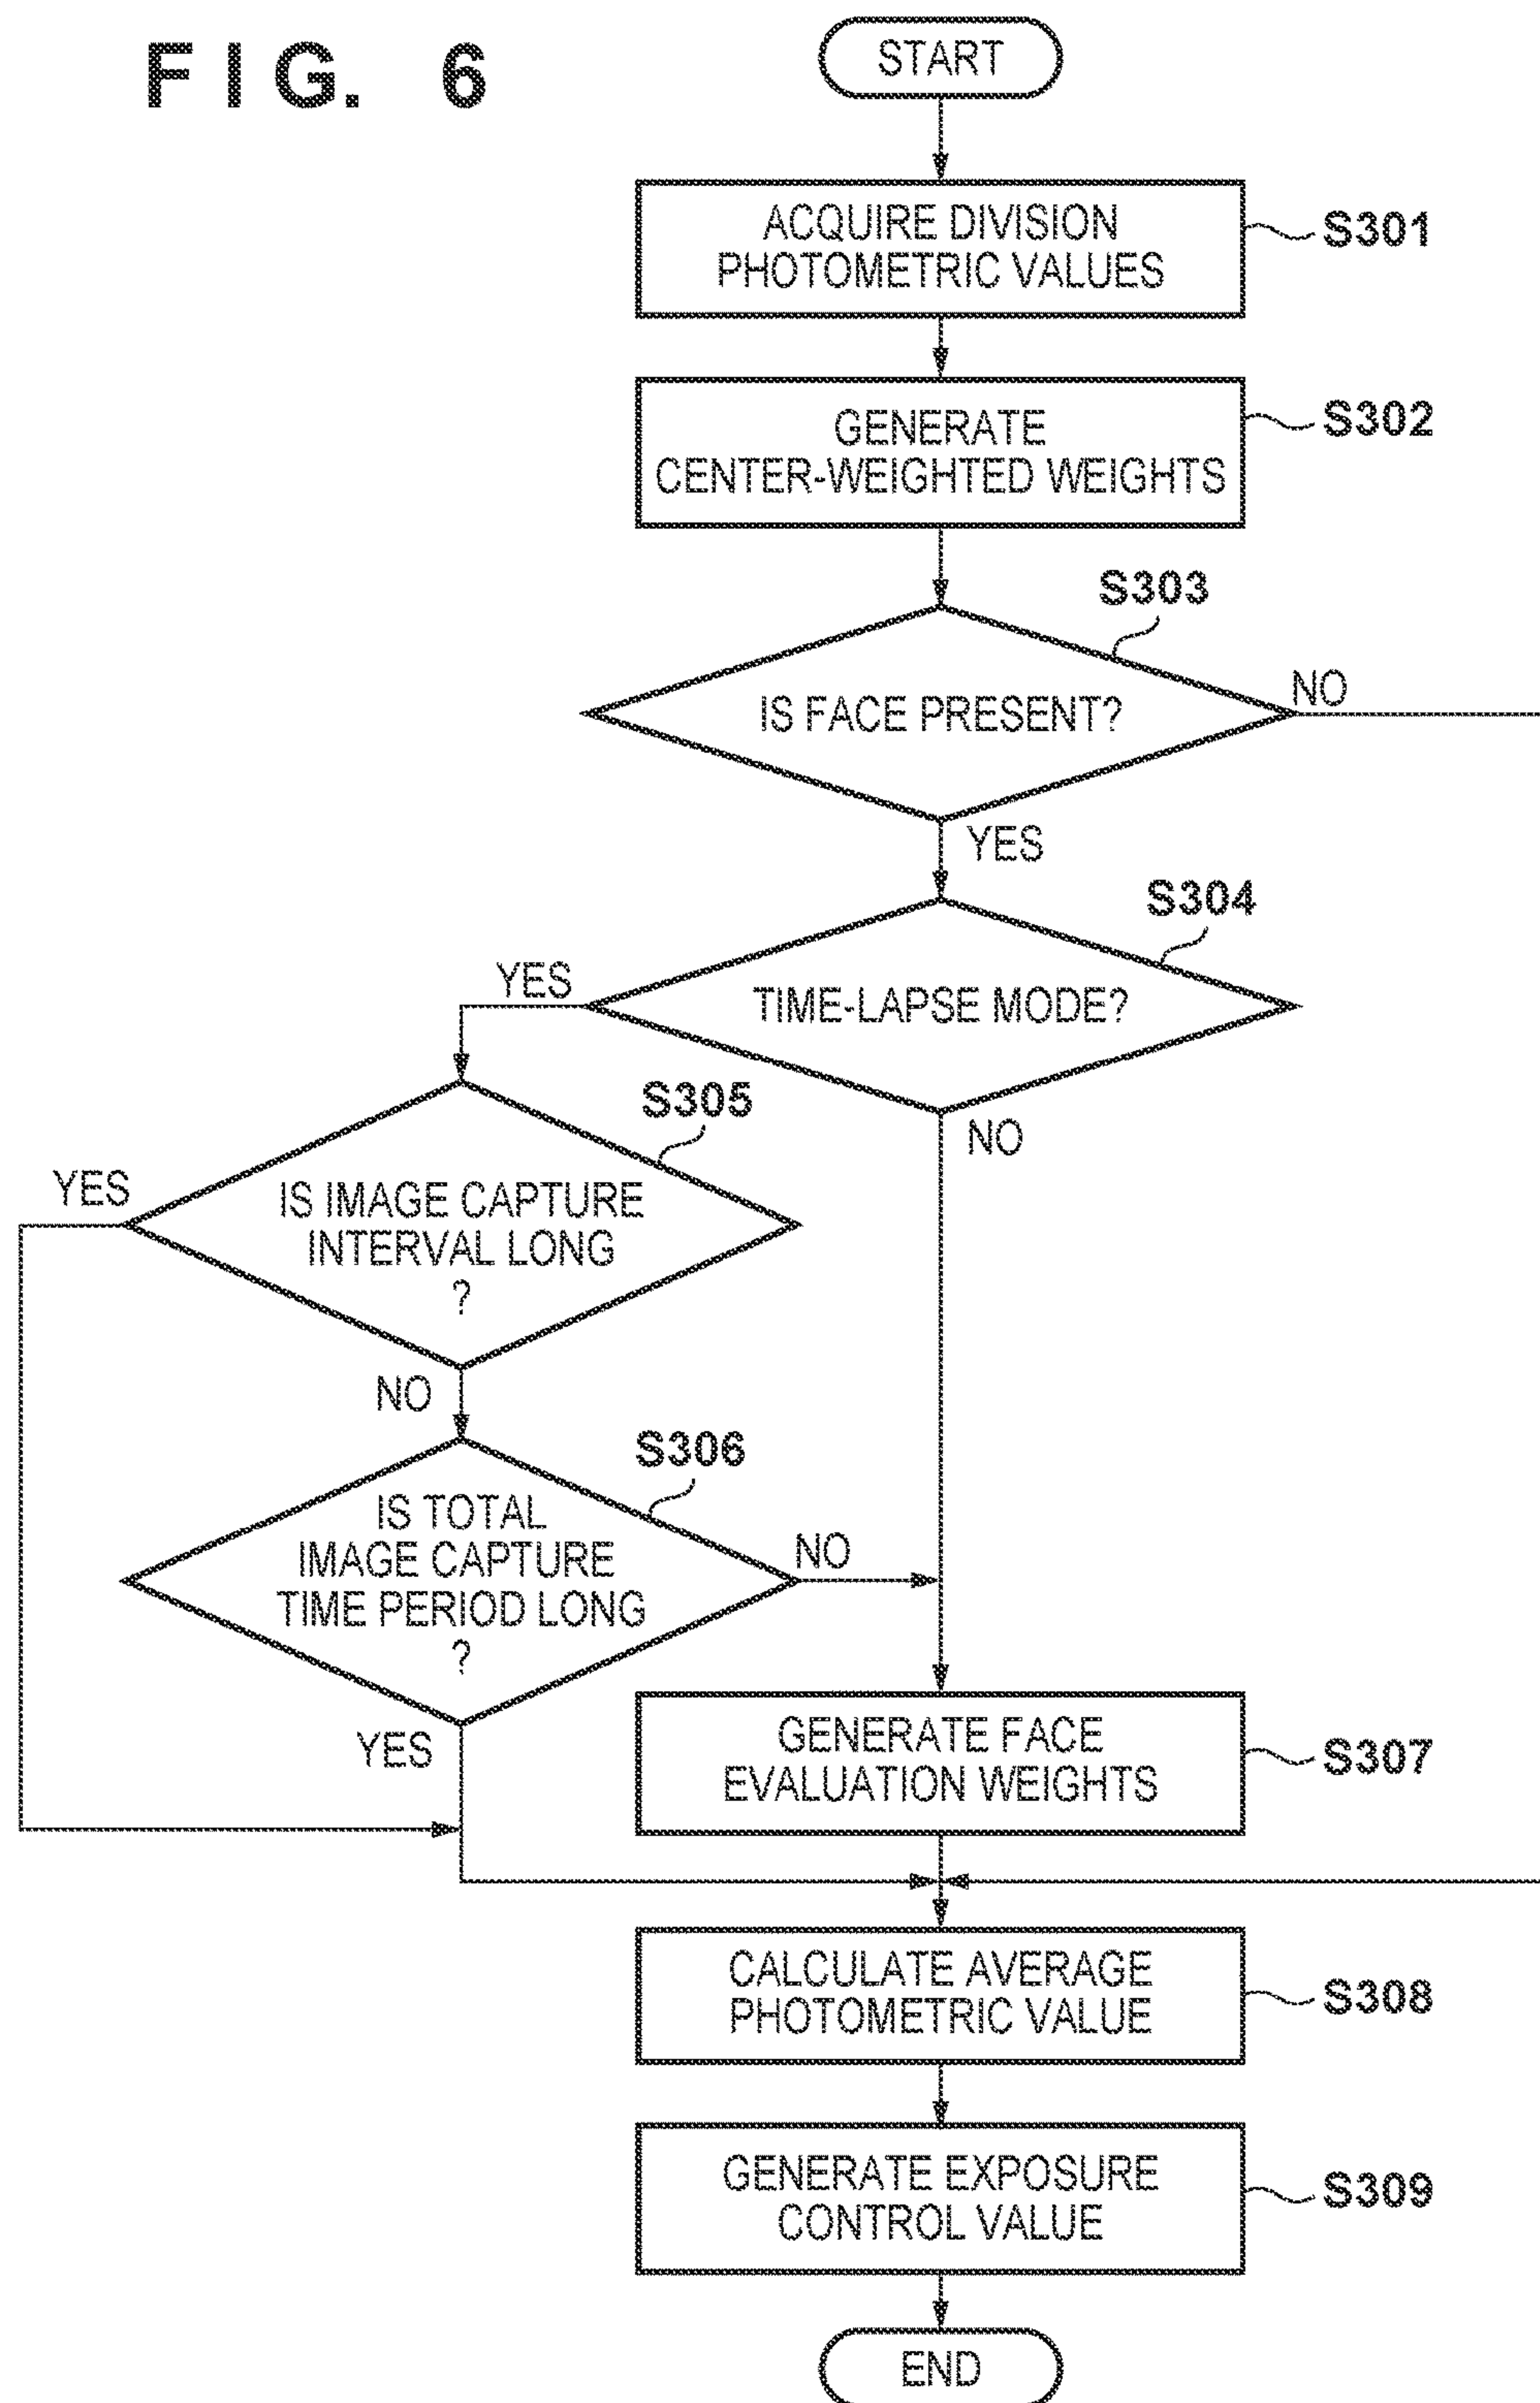 FIG. 6
START
ACQUIRE DIVISION
PHOTOMETRIC VALUES
S301
GENERATE
CENTER-WEIGHTED WEIGHTS
S302
S303
IS FACE PRESENT?
NO
YES
S304
TIME-LAPSE MODE?
YES
NO
S305
IS IMAGE CAPTURE
INTERVAL LONG
?
YES
NO
S306
IS TOTAL
IMAGE CAPTURE
TIME PERIOD LONG
?
NO
YES
GENERATE FACE
EVALUATION WEIGHTS
S307
CALCULATE AVERAGE
PHOTOMETRIC VALUE
S308
GENERATE EXPOSURE
CONTROL VALUE
S309
END